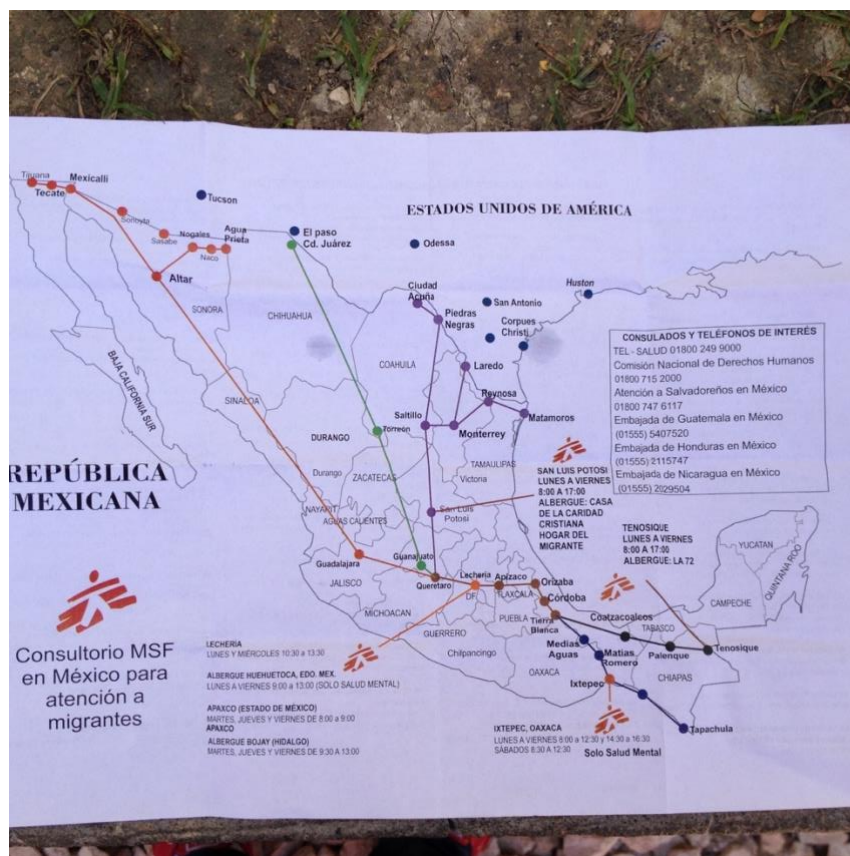 Tijuana
Tecate
Mexicalli
Sonoyta
Sasabe
Nogales
Naco
Agua
Prieta
Altar
Tucson
El paso
Cd. Juárez
ESTADOS UNIDOS DE AMÉRICA
Odessa
Ciudad
Acuña
Piedras
Negras
San Antonio
Corpues
Christi
Huston
SONORA
CHIHUAHUA
COAHUILA
Laredo
Reynosa
Matamoros
Saltillo
Monterrey
BAJA CALIFORNIA SUR
SINALOA
DURANGO
Torreon
Durango
ZACATECAS
TAMAULIPAS
Victoria
NAYARIT
AGUAS CALIENTES
San Luis
Potosi
REPÚBLICA
MEXICANA
CONSULADOS Y TELÉFONOS DE INTERÉS
TEL - SALUD 01800 249 9000
Comisión Nacional de Derechos Humanos
01800 715 2000
Atención a Salvadoreños en México
01800 747 6117
Embajada de Guatemala en México
(01555) 5407520
Embajada de Honduras en México
(01555) 2115747
Embajada de Nicaragua en México
(01555) 2029504
SAN LUIS POTOSI
LUNES A VIERNES
8:00 A 17:00
ALBERGUE: CASA
DE LA CARIDAD
CRISTIANA
HOGAR DEL
MIGRANTE
TENOSIQUE
LUNES A VIERNES
8:00 A 17:00
ALBERGUE: LA 72
Guadalajara
JALISCO
Guanajuato
Queretaro
Lecheria
DF
Apizaco
TLAXCALA
Orizaba
Córdoba
MICHOACAN
GUERRERO
Chilpancingo
PUEBLA
Tierra
Blanca
OAXACA
Medias
Aguas
Matias
Romero
Ixtepec
Coatzacoalcos
TABASCO
Palenque
Tenosique
CHIAPAS
Tapachula
CAMPECHE
YUCATAN
QUINTANA ROO
Consultorio MSF
en México para
atención a
migrantes
LECHERIA
LUNES Y MIÉRCOLES 10:30 a 13:30
ALBERGUE HUEHUETOCA, EDO. MEX.
LUNES A VIERNES 9:00 a 13:00 (SOLO SALUD MENTAL)
APAXCO (ESTADO DE MÉXICO)
MARTES, JUEVES Y VIERNES DE 8:00 a 9:00
APAXCO
ALBERGUE BOJAY (HIDALGO)
MARTES, JUEVES Y VIERNES DE 9:30 A 13:00
IXTEPEC, OAXACA
LUNES A VIERNES 8:00 a 12:30 y 14:30 a 16:30
SÁBADOS 8:30 A 12:30
Solo Salud Mental